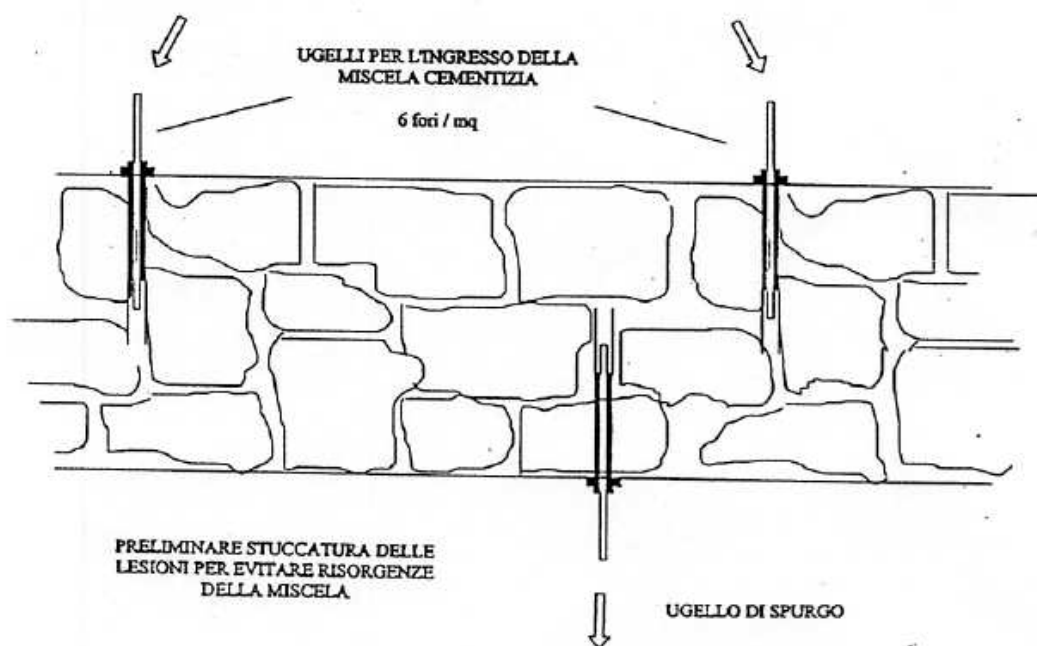 UGELLI PER L'INGRESSO DELLA
MISCELA CEMENTIZIA
6 fori / mq
PRELIMINARE STUCCATURA DELLE
LESIONI PER EVITARE RISORGENZE
DELLA MISCELA
UGELLO DI SPURGO